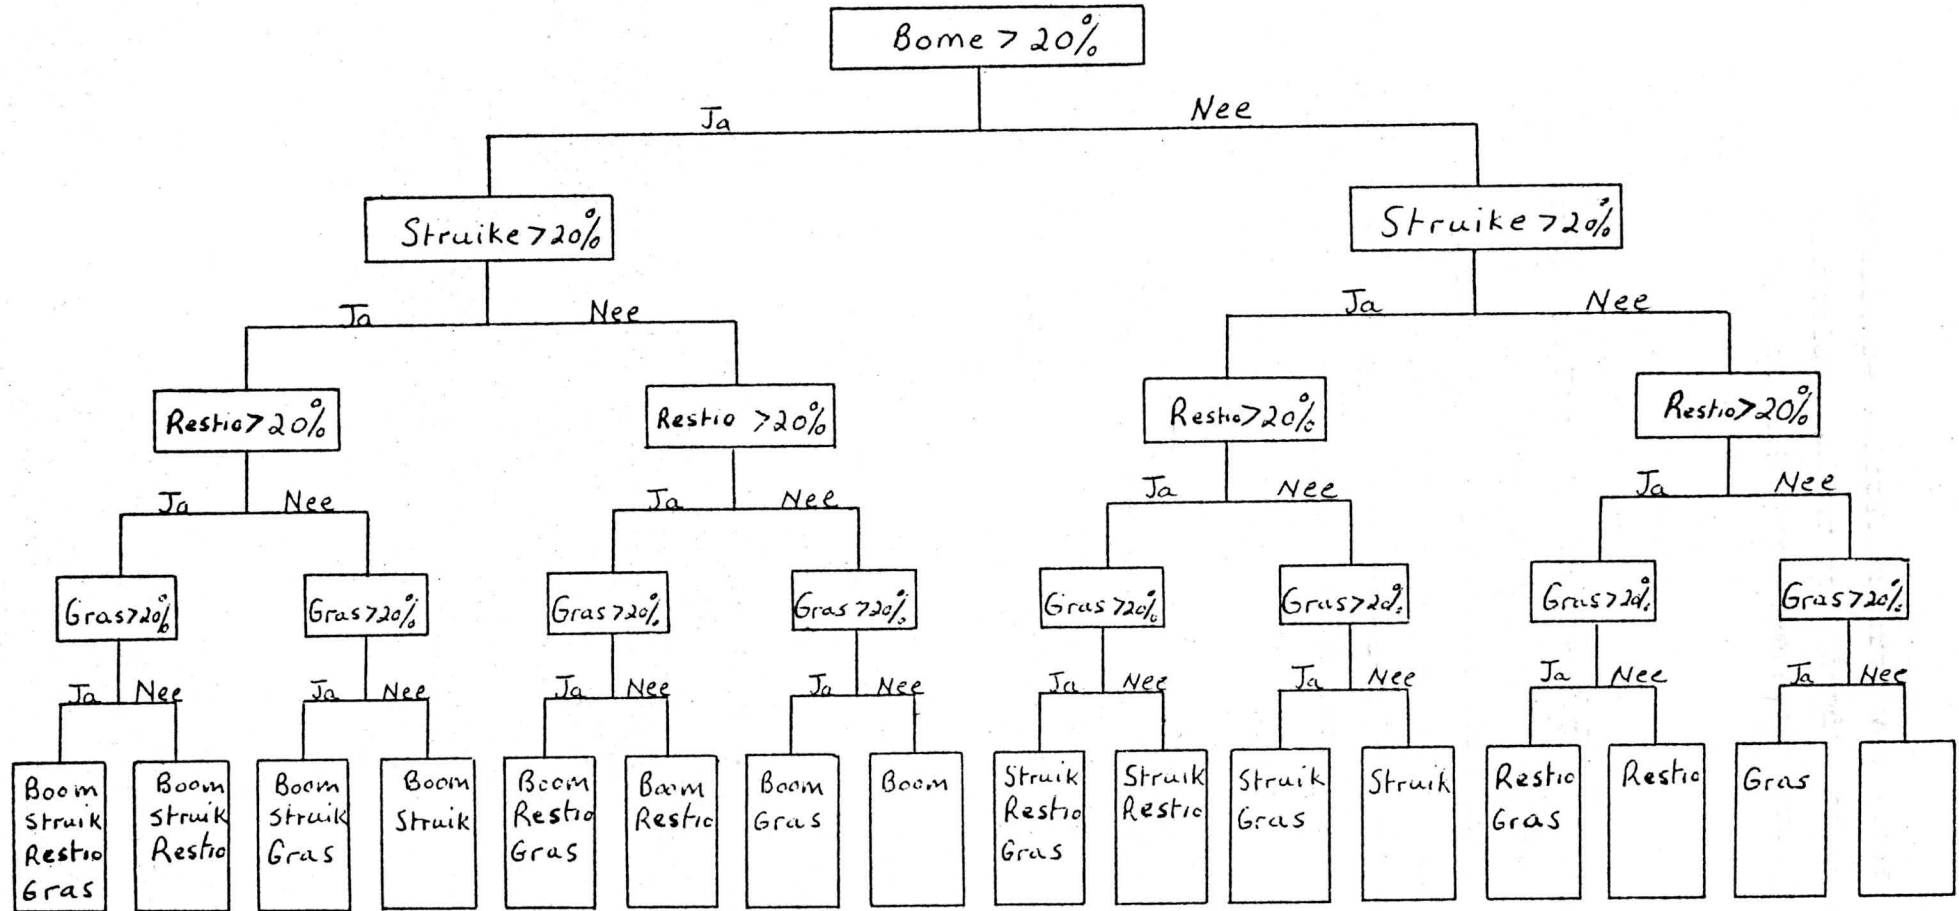 Bome > 20%
Ja Nee
Struike > 20% Struike > 20%
Ja Nee Ja Nee
Restio > 20% Restio > 20% Restio > 20% Restio > 20%
Ja Nee Ja Nee Ja Nee Ja Nee
Gras > 20% Gras > 20% Gras > 20% Gras > 20% Gras > 20% Gras > 20% Gras > 20% Gras > 20%
Ja Nee Ja Nee Ja Nee Ja Nee Ja Nee Ja Nee Ja Nee Ja Nee
Boom
Struik
Restio
Gras
Boom
Struik
Restio
Boom
Struik
Gras
Boom
Struik
Boom
Restio
Gras
Boom
Restio
Boom
Gras
Boom
Struik
Restio
Gras
Struik
Restio
Struik
Gras
Struik
Restio
Gras
Restio
Gras